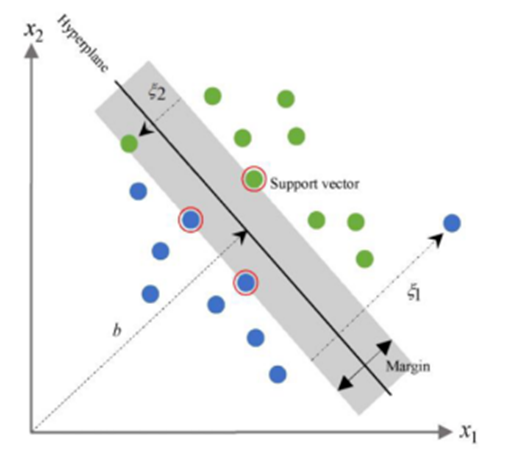 x2
Hyperplane
ξ2
Support vector
ξ1
b
Margin
x1